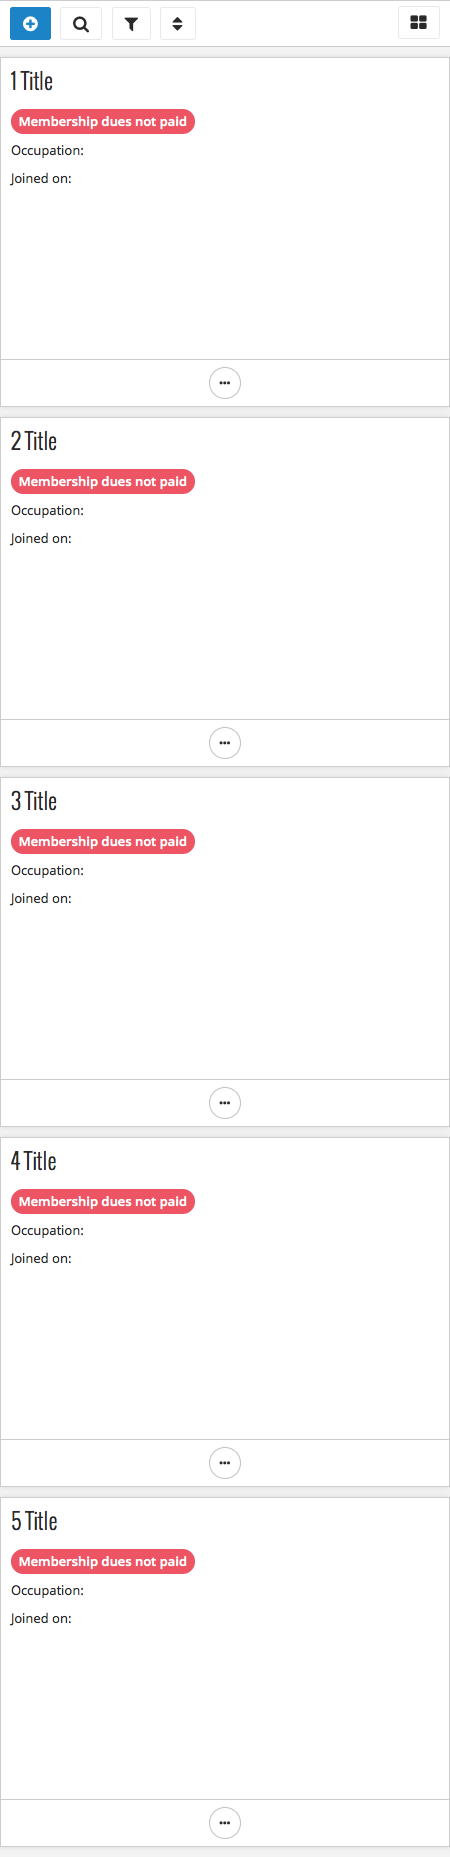 1 Title
Membership dues not paid
Occupation:
Joined on:
2 Title
Membership dues not paid
Occupation:
Joined on:
3 Title
Membership dues not paid
Occupation:
Joined on:
4 Title
Membership dues not paid
Occupation:
Joined on:
5 Title
Membership dues not paid
Occupation:
Joined on: